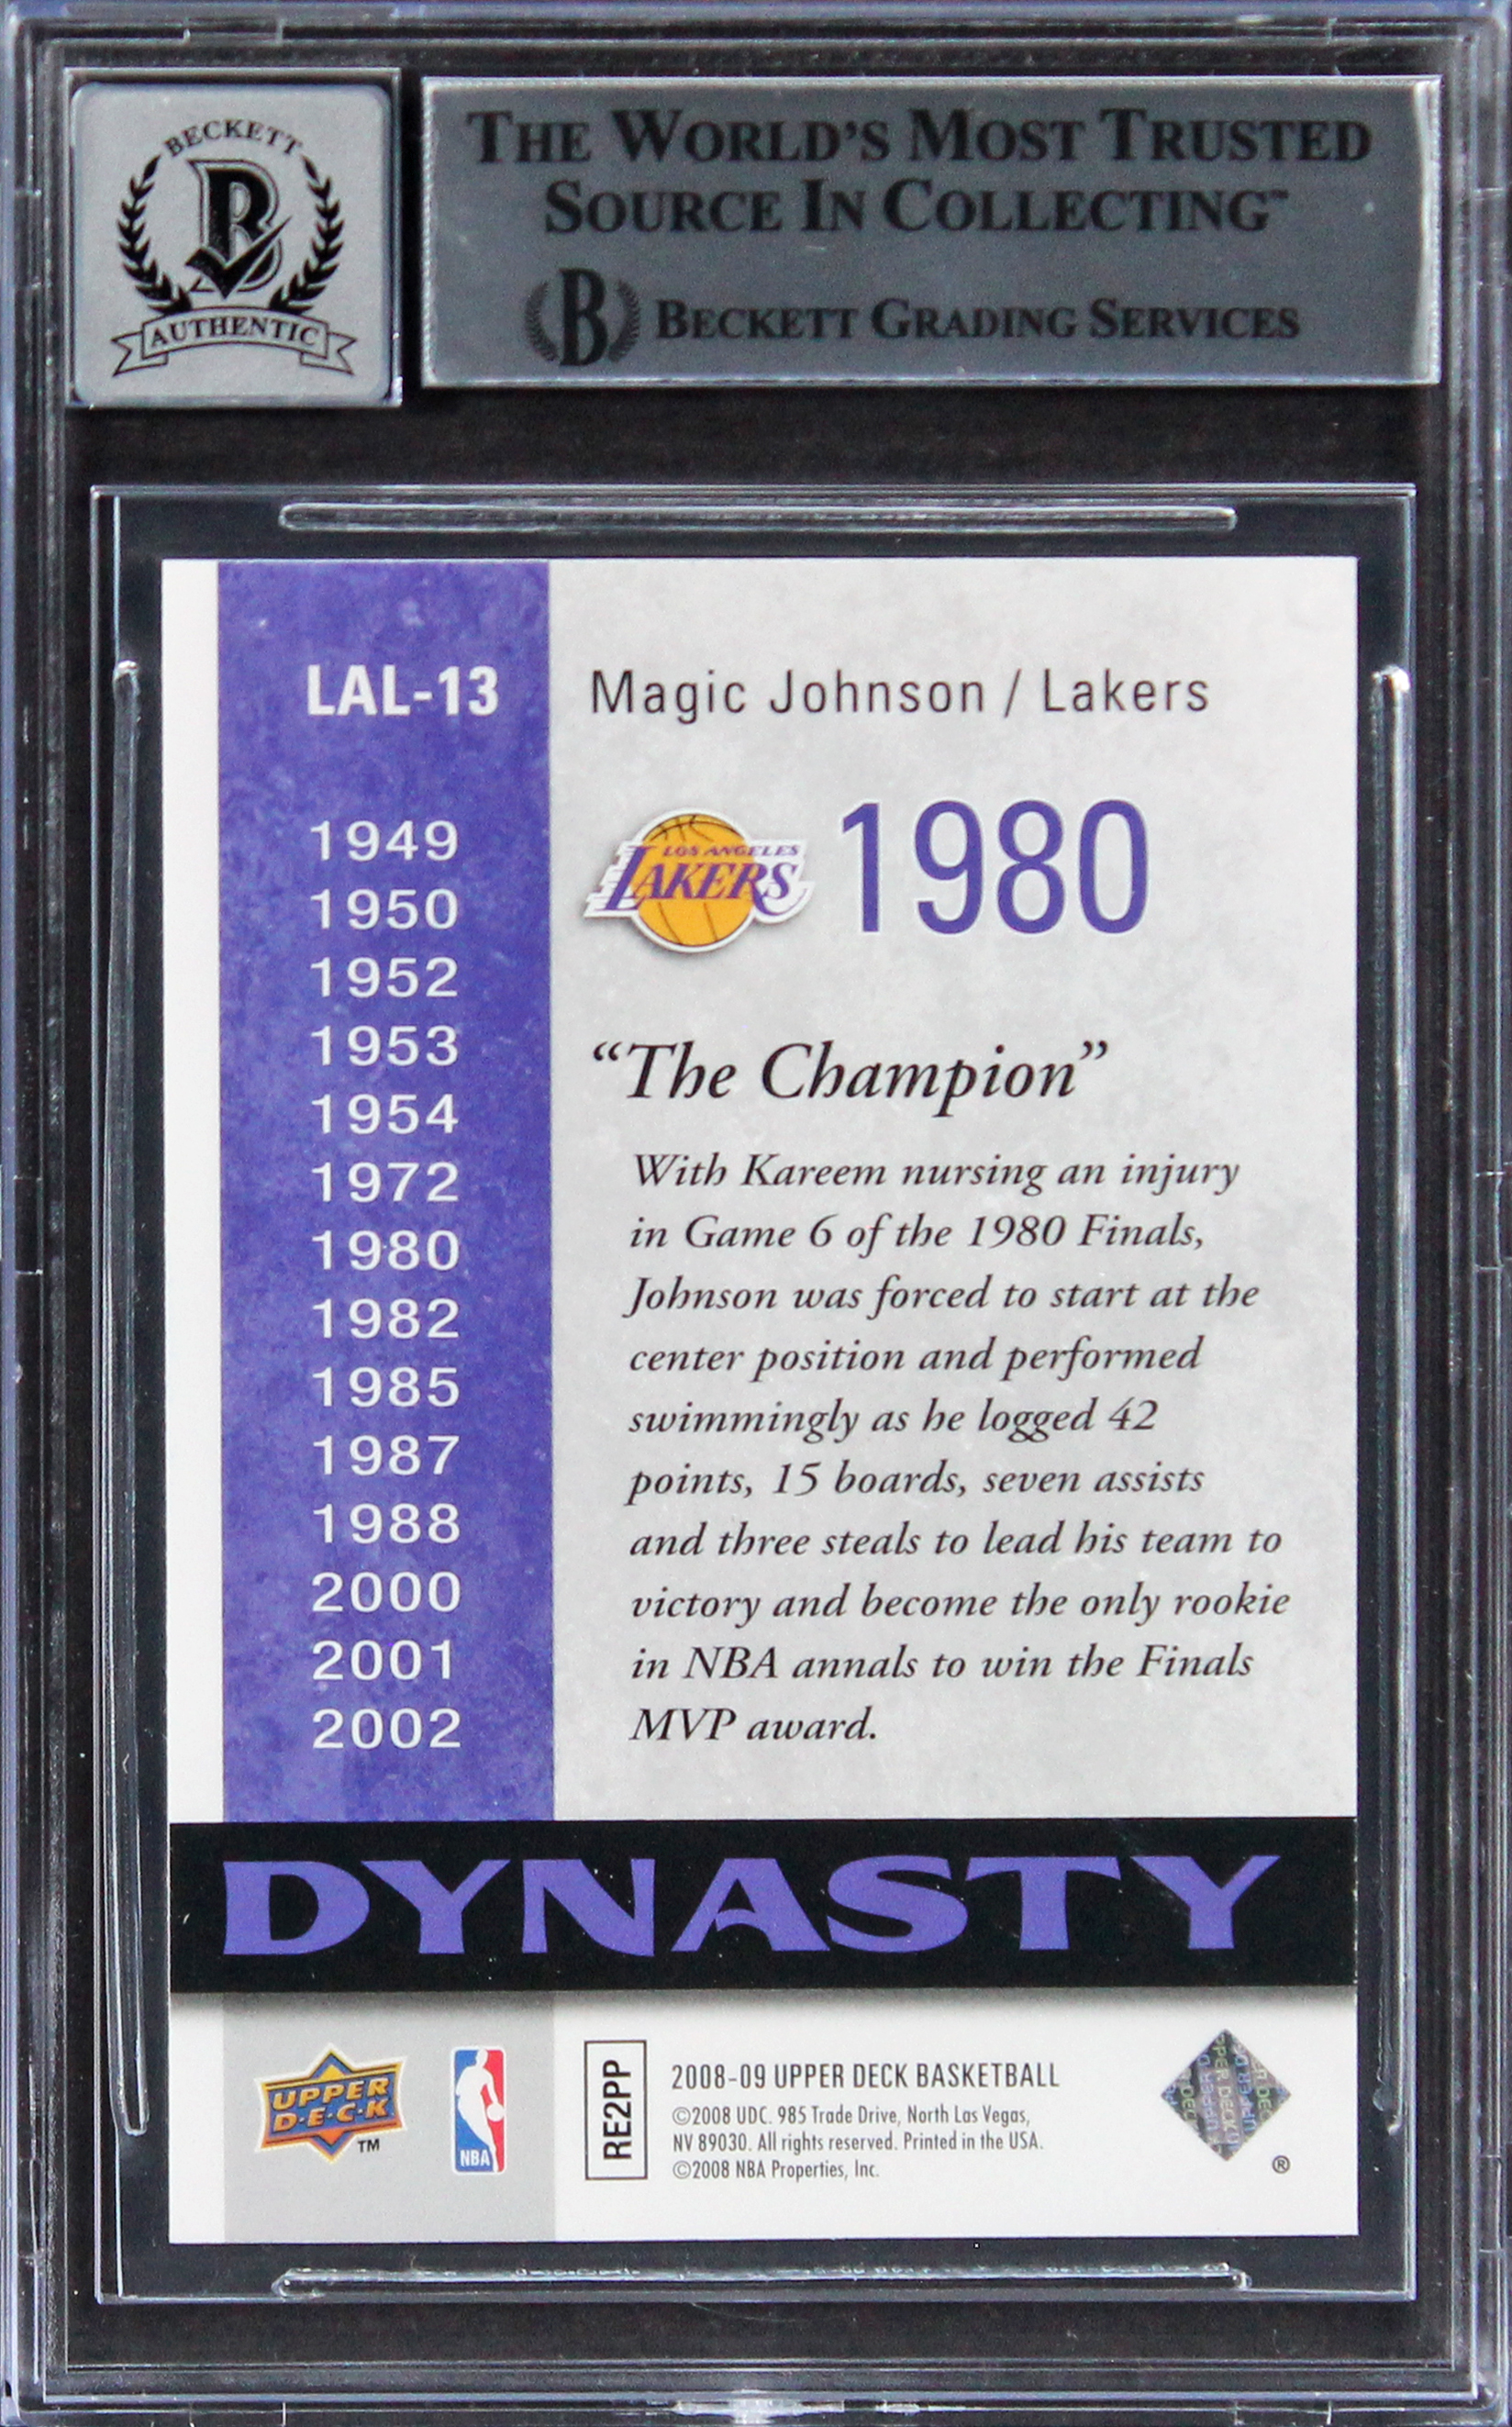 BECKETT
B
AUTHENTIC
THE WORLD'S MOST TRUSTED
SOURCE IN COLLECTING™
B BECKETT GRADING SERVICES
LAL-13
1949
1950
1952
1953
1954
1972
1980
1982
1985
1987
1988
2000
2001
2002
Magic Johnson / Lakers
LOS ANGELES
LAKERS
1980
“The Champion”
With Kareem nursing an injury
in Game 6 of the 1980 Finals,
Johnson was forced to start at the
center position and performed
swimmingly as he logged 42
points, 15 boards, seven assists
and three steals to lead his team to
victory and become the only rookie
in NBA annals to win the Finals
MVP award.
DYNASTY
UPPER
D·E·C·K
TM
NBA
RE2PP
2008-09 UPPER DECK BASKETBALL
©2008 UDC. 985 Trade Drive, North Las Vegas,
NV 89030. All rights reserved. Printed in the USA.
©2008 NBA Properties, Inc.
®